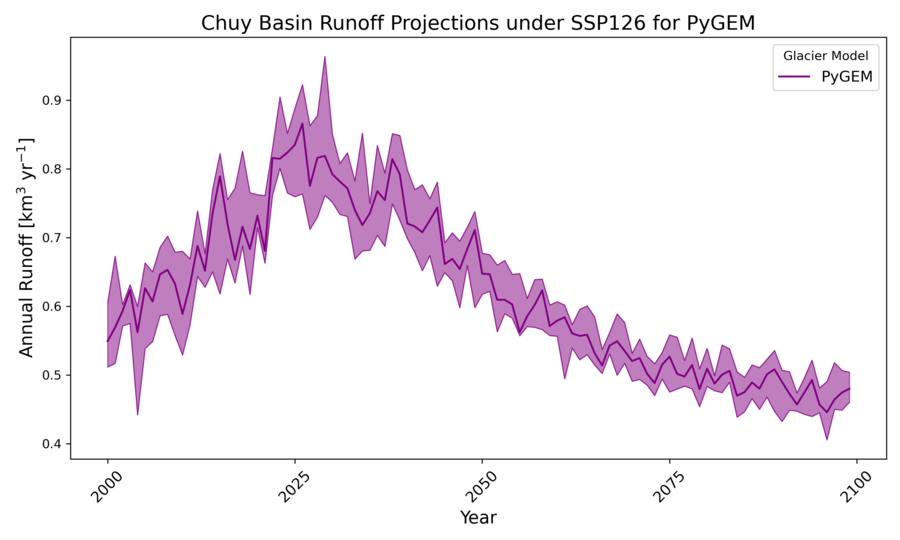 Chuy Basin Runoff Projections under SSP126 for PyGEM
Glacier Model
PyGEM
Annual Runoff [km³ yr⁻¹]
0.9
0.8
0.7
0.6
0.5
0.4
2000
2025
2050
2075
2100
Year